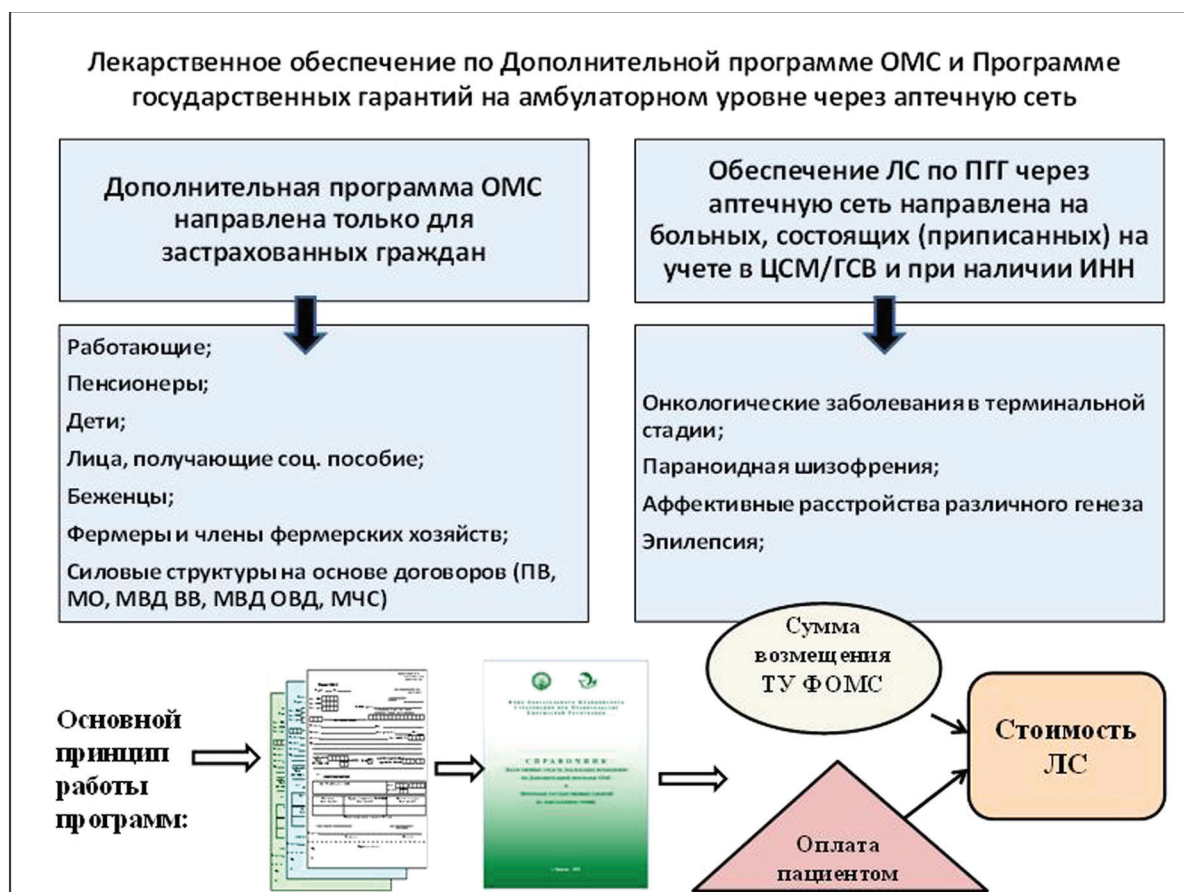 Лекарственное обеспечение по Дополнительной программе ОМС и Программе
государственных гарантий на амбулаторном уровне через аптечную сеть
Дополнительная программа ОМС
направлена только для
застрахованных граждан
Обеспечение ЛС по ПГГ через
аптечную сеть направлена на
больных, состоящих (приписанных) на
учете в ЦСМ/ГСВ и при наличии ИНН
Работающие;
Пенсионеры;
Дети;
Лица, получающие соц. пособие;
Беженцы;
Фермеры и члены фермерских хозяйств;
Силовые структуры на основе договоров (ПВ,
МО, МВД ВВ, МВД ОВД, МЧС)
Онкологические заболевания в терминальной
стадии;
Параноидная шизофрения;
Аффективные расстройства различного генеза
Эпилепсия;
Основной
принцип
работы
программ:
СПРАВОЧНИК
Сумма
возмещения
ТУ ФОМС
Оплата
пациентом
Стоимость
ЛС